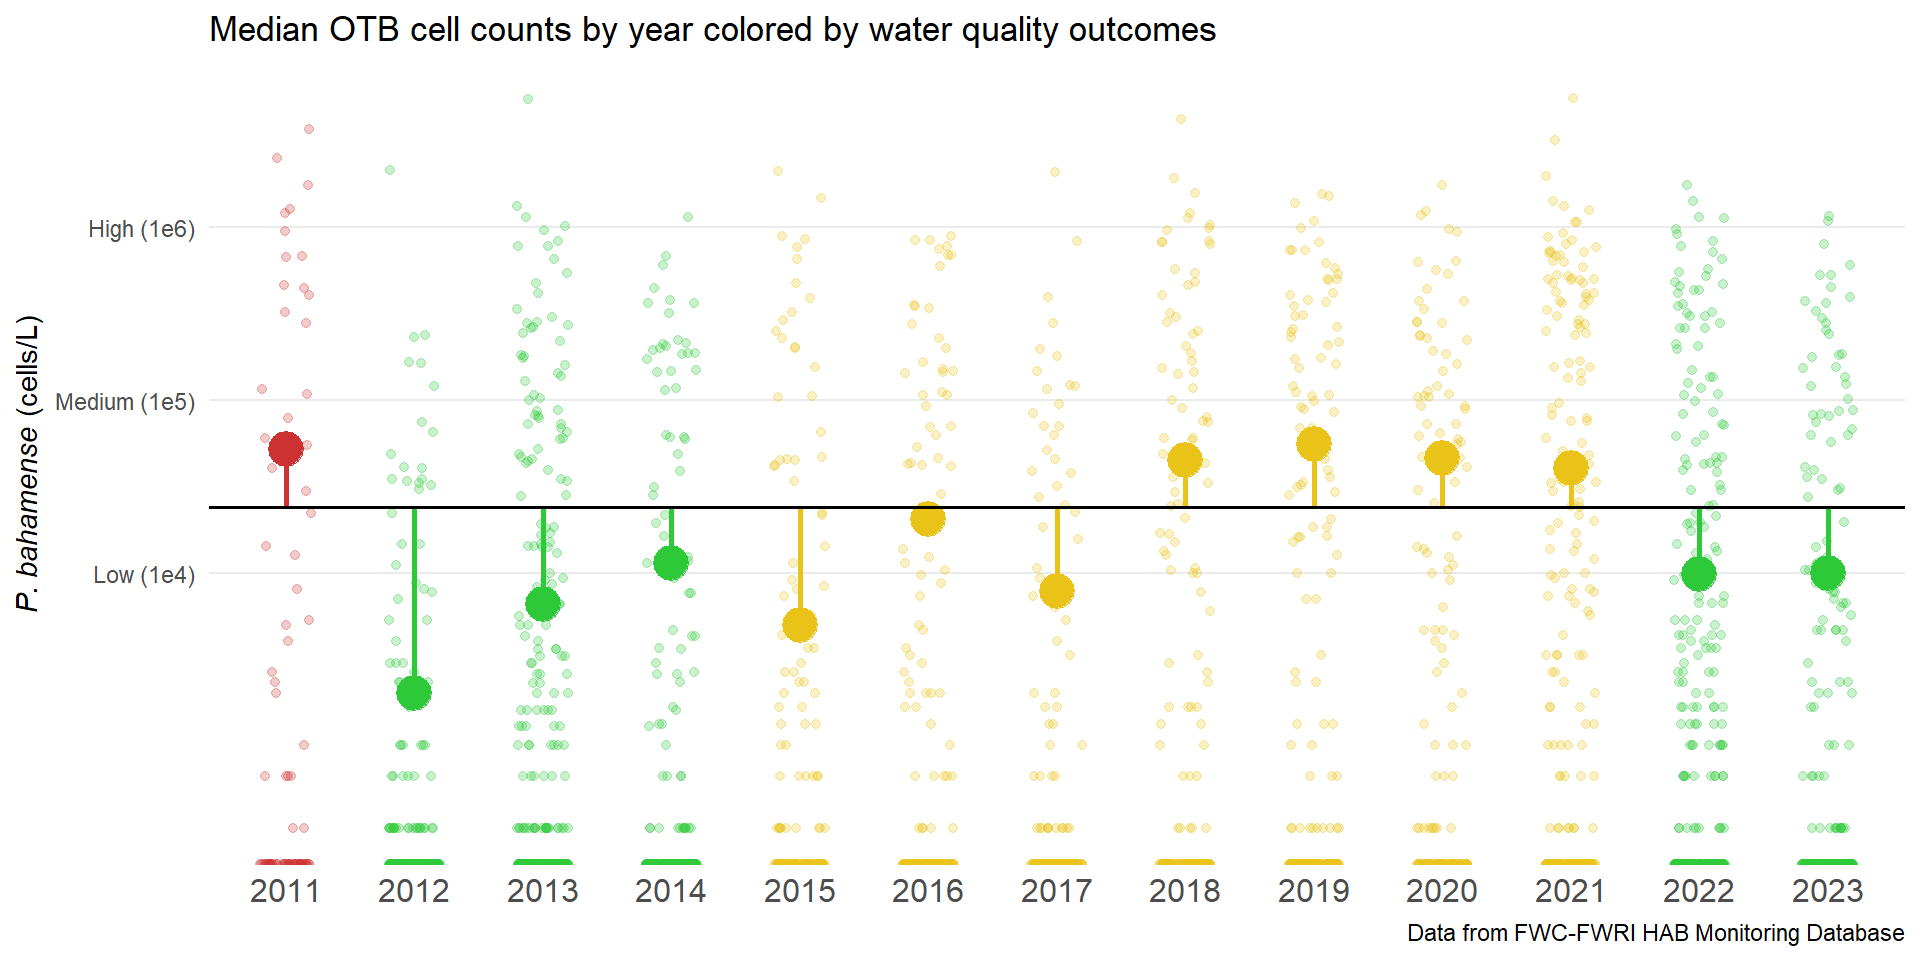 Median OTB cell counts by year colored by water quality outcomes
P. bahamense (cells/L)
High (1e6)
Medium (1e5)
Low (1e4)
2011 2012 2013 2014 2015 2016 2017 2018 2019 2020 2021 2022 2023
Data from FWC-FWRI HAB Monitoring Database